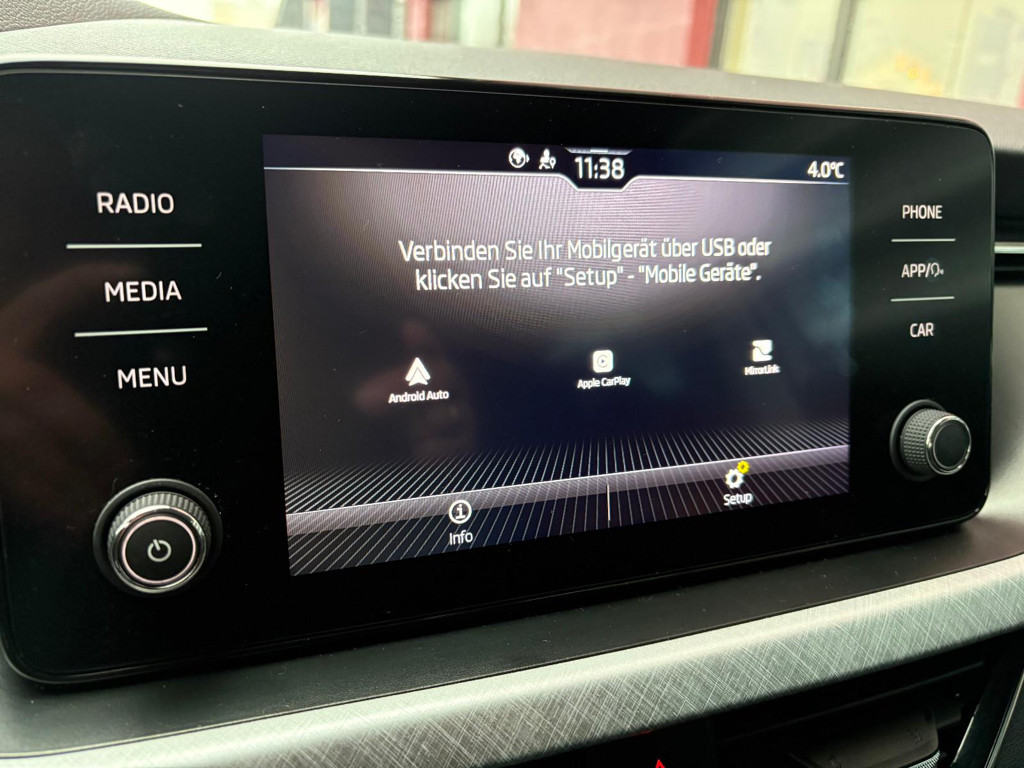 11:38
4.0°C
RADIO
MEDIA
MENU
Verbinden Sie Ihr Mobilgerät über USB oder
klicken Sie auf "Setup" - "Mobile Geräte".
Android Auto
Apple CarPlay
MirrorLink
Info
Setup
PHONE
APP/
CAR